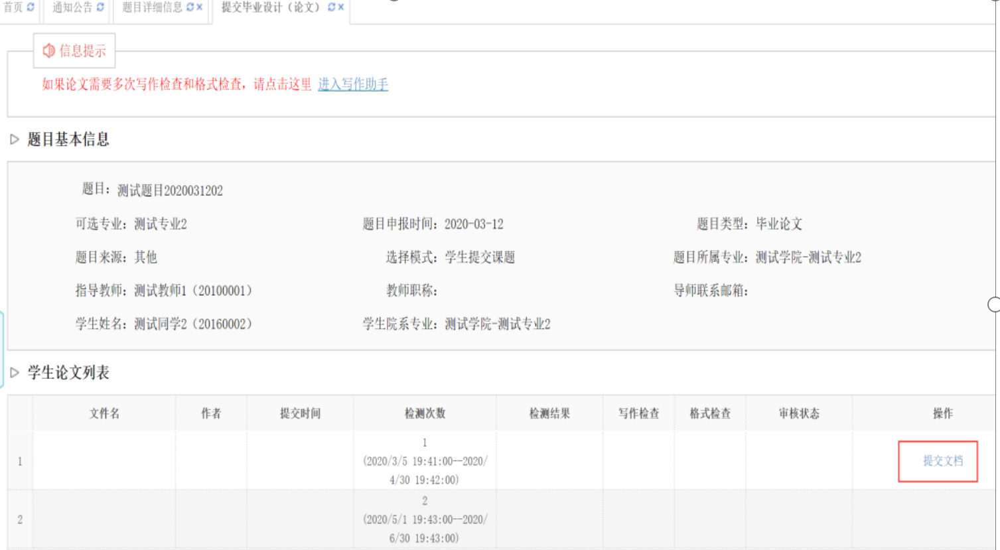 首页 通知公告 题目详细信息 提交毕业设计（论文）
信息提示
如果论文需要多次写作检查和格式检查，请点击这里 进入写作助手
题目基本信息
题目：测试题目2020031202
可选专业：测试专业2 题目申报时间：2020-03-12 题目类型：毕业论文
题目来源：其他 选择模式：学生提交课题 题目所属专业：测试学院-测试专业2
指导教师：测试教师1（20100001） 教师职称： 导师联系邮箱：
学生姓名：测试同学2（20160002） 学生院系专业：测试学院-测试专业2
学生论文列表
文件名 作者 提交时间 检测次数 检测结果 写作检查 格式检查 审核状态 操作
1
1 (2020/3/5 19:41:00--2020/ 提交文档
4/30 19:42:00)
2
2 (2020/5/1 19:43:00--2020/
6/30 19:43:00)